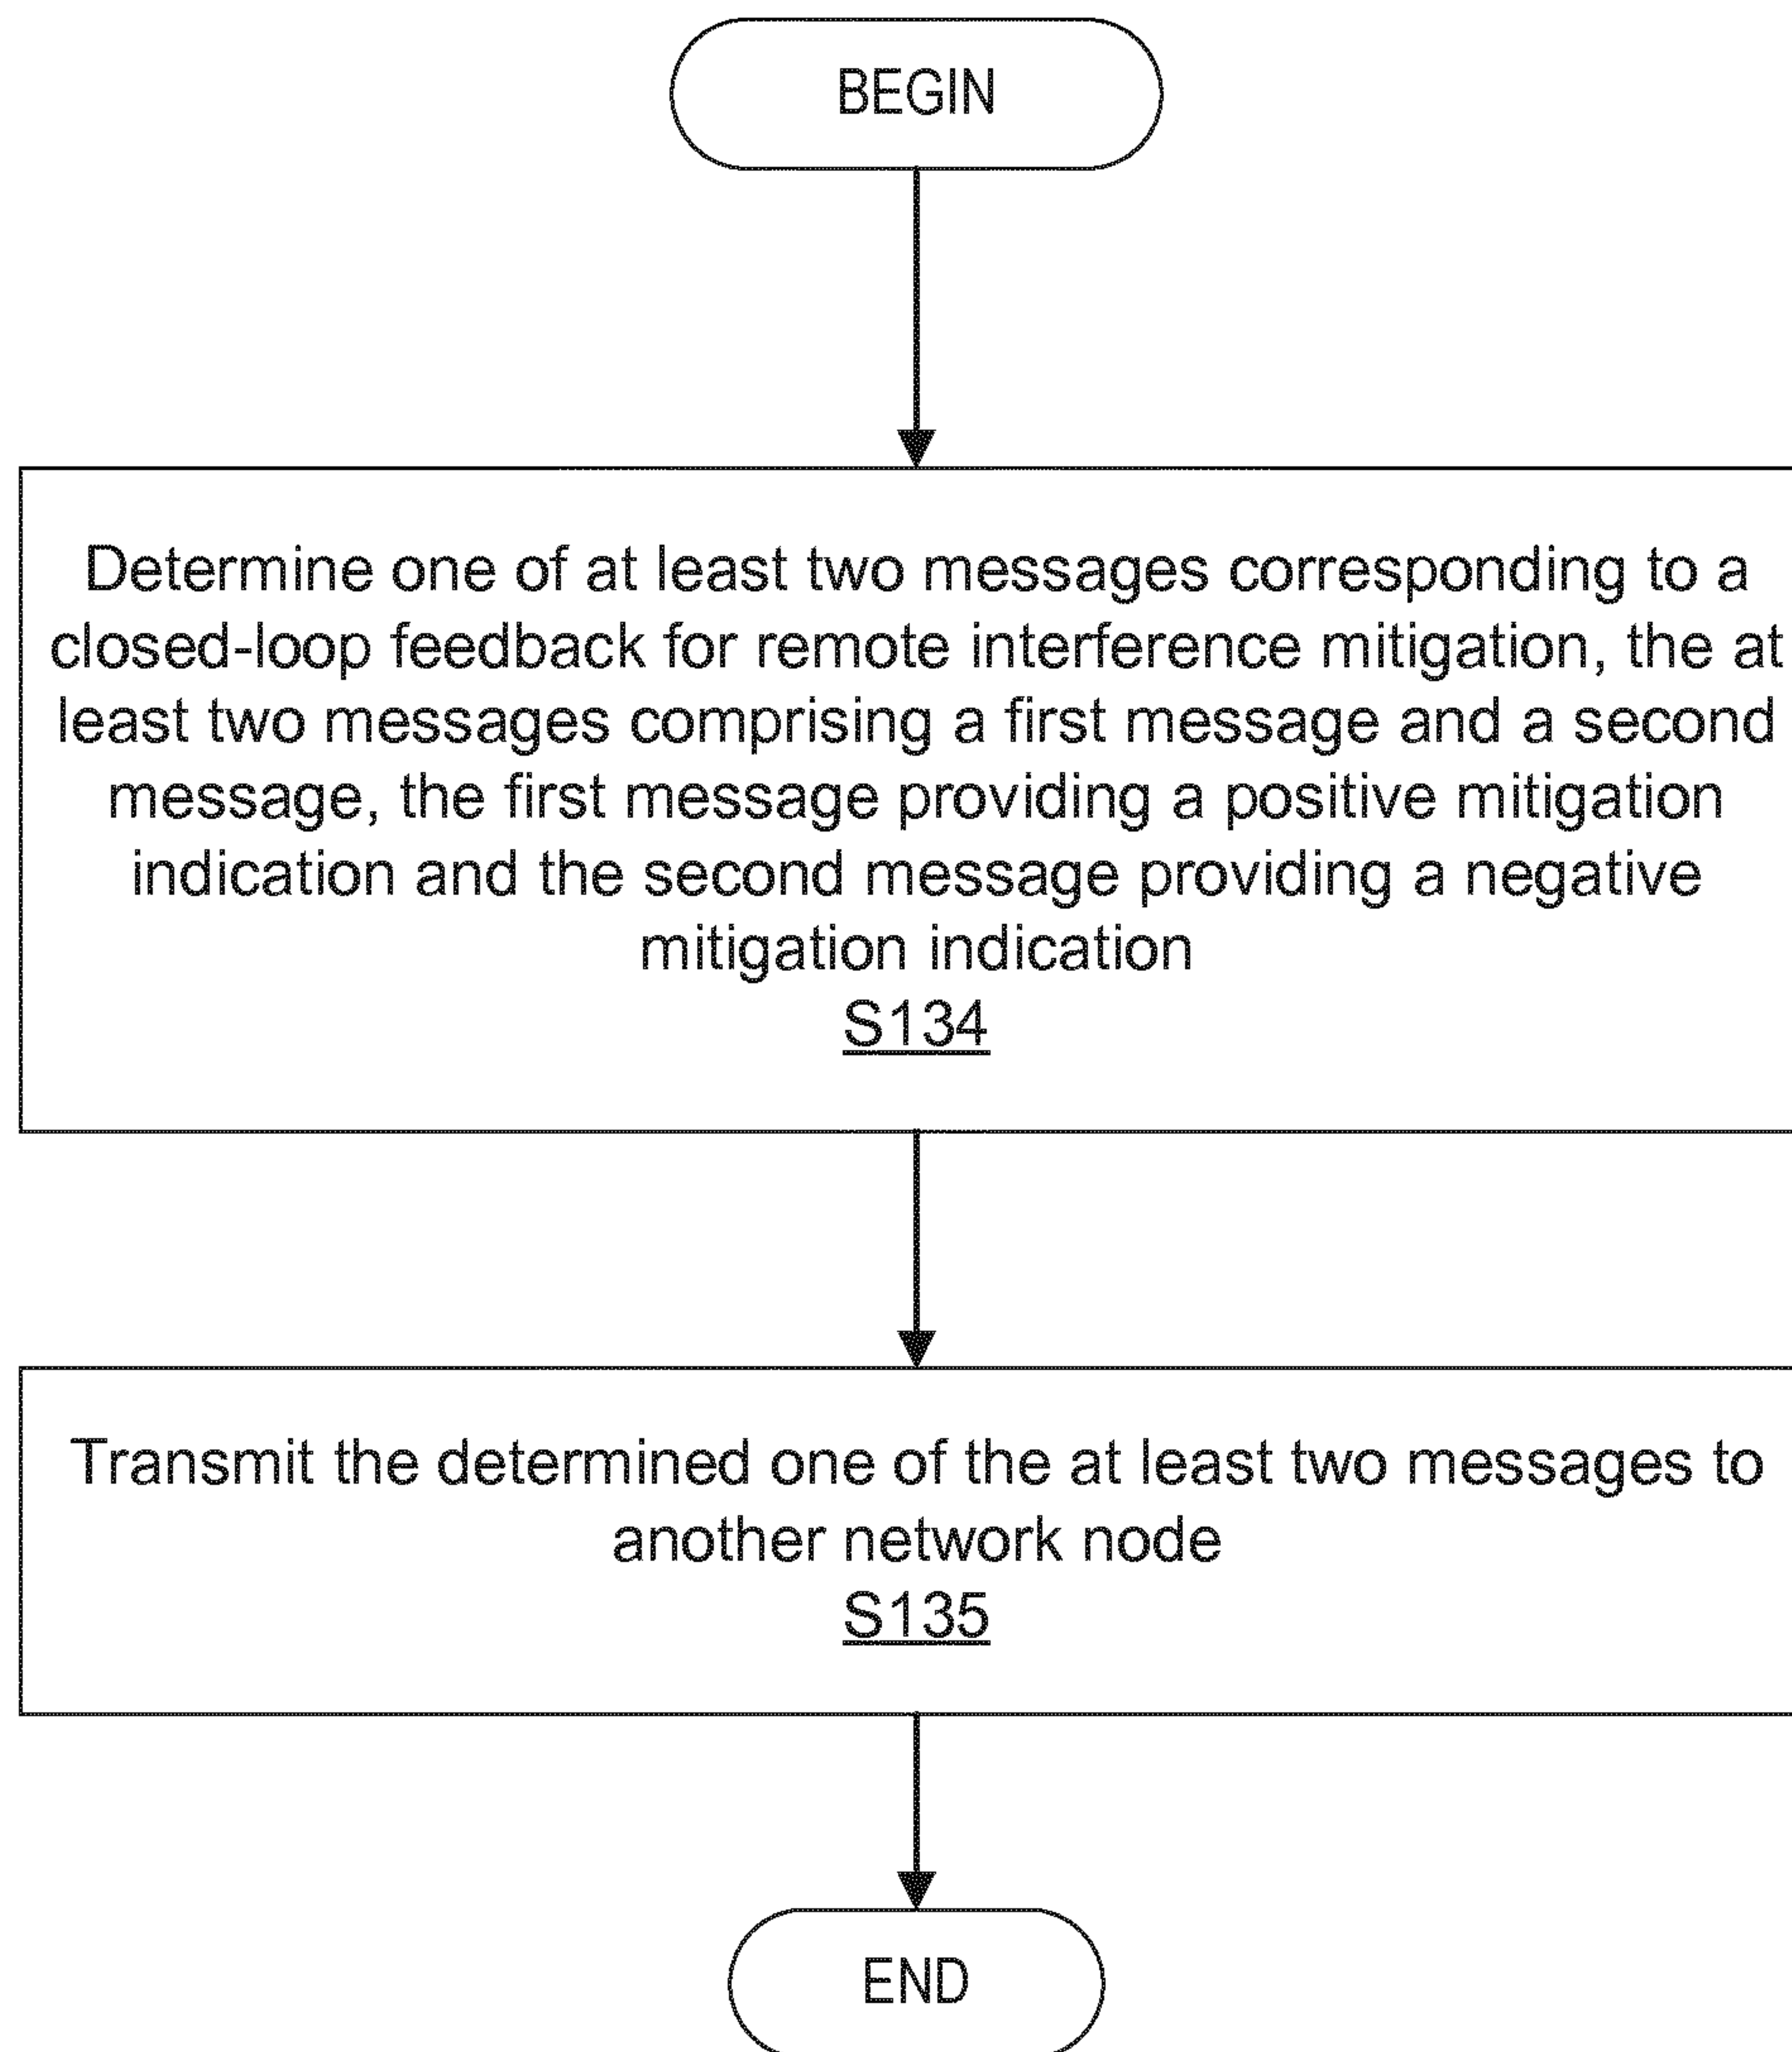 BEGIN
Determine one of at least two messages corresponding to a
closed-loop feedback for remote interference mitigation, the at
least two messages comprising a first message and a second
message, the first message providing a positive mitigation
indication and the second message providing a negative
mitigation indication
S134
Transmit the determined one of the at least two messages to
another network node
S135
END